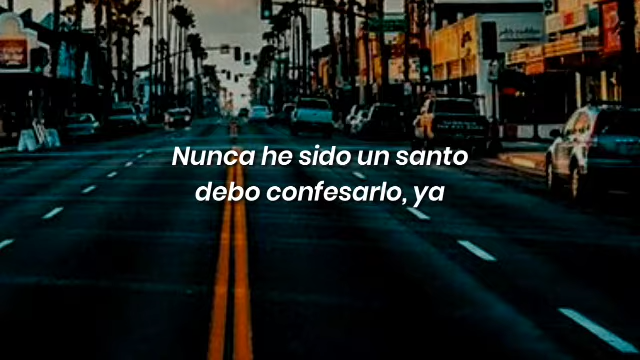 Nunca he sido un santo
debo confesarlo, ya